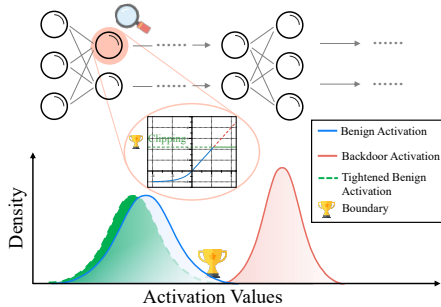 Clipping
Benign Activation
Backdoor Activation
Tightened Benign
Activation
Boundary
Density
Activation Values